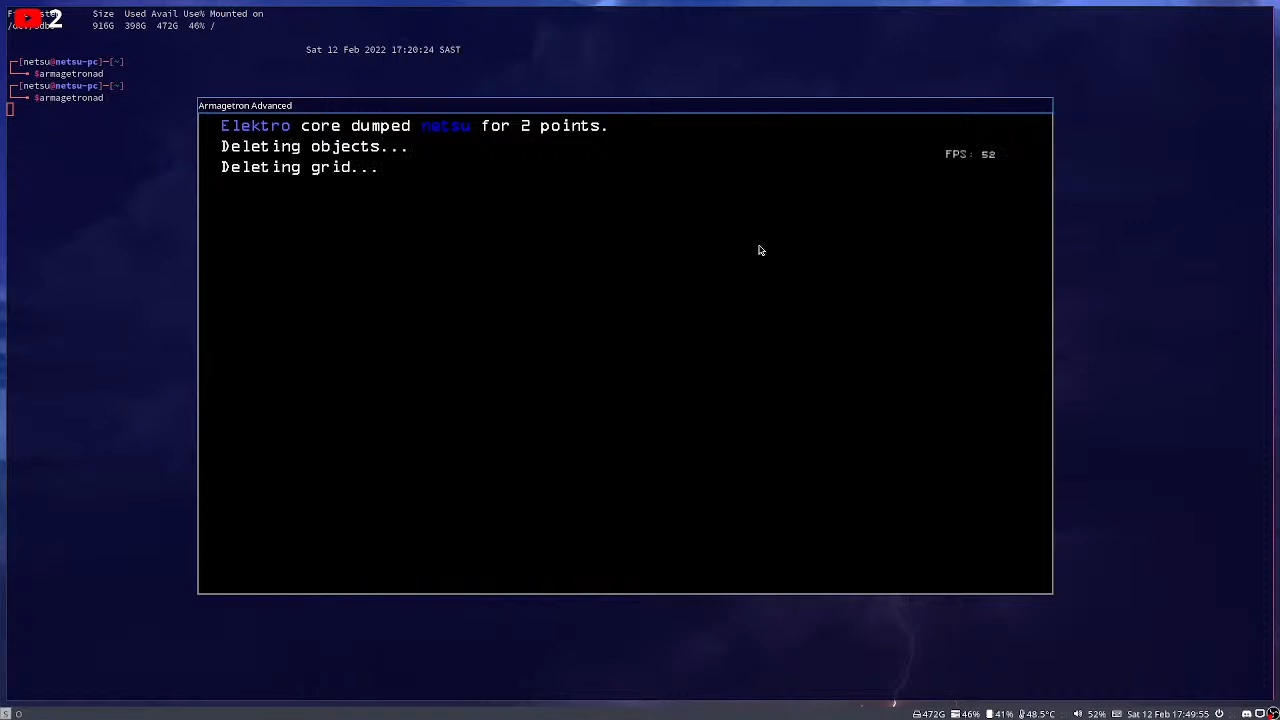 2
Size Used Avail Use% Mounted on
916G 398G 472G 46% /
Sat 12 Feb 2022 17:20:24 SAST
[netsu@netsu-pc]─[~]
$armagetronad
[netsu@netsu-pc]─[~]
$armagetronad
Armagetron Advanced
Elektro core dumped netsu for 2 points.
Deleting objects...
Deleting grid...
FPS: 52
S 472G 46% 41% 48.5°C 52% Sat 12 Feb 17:49:55